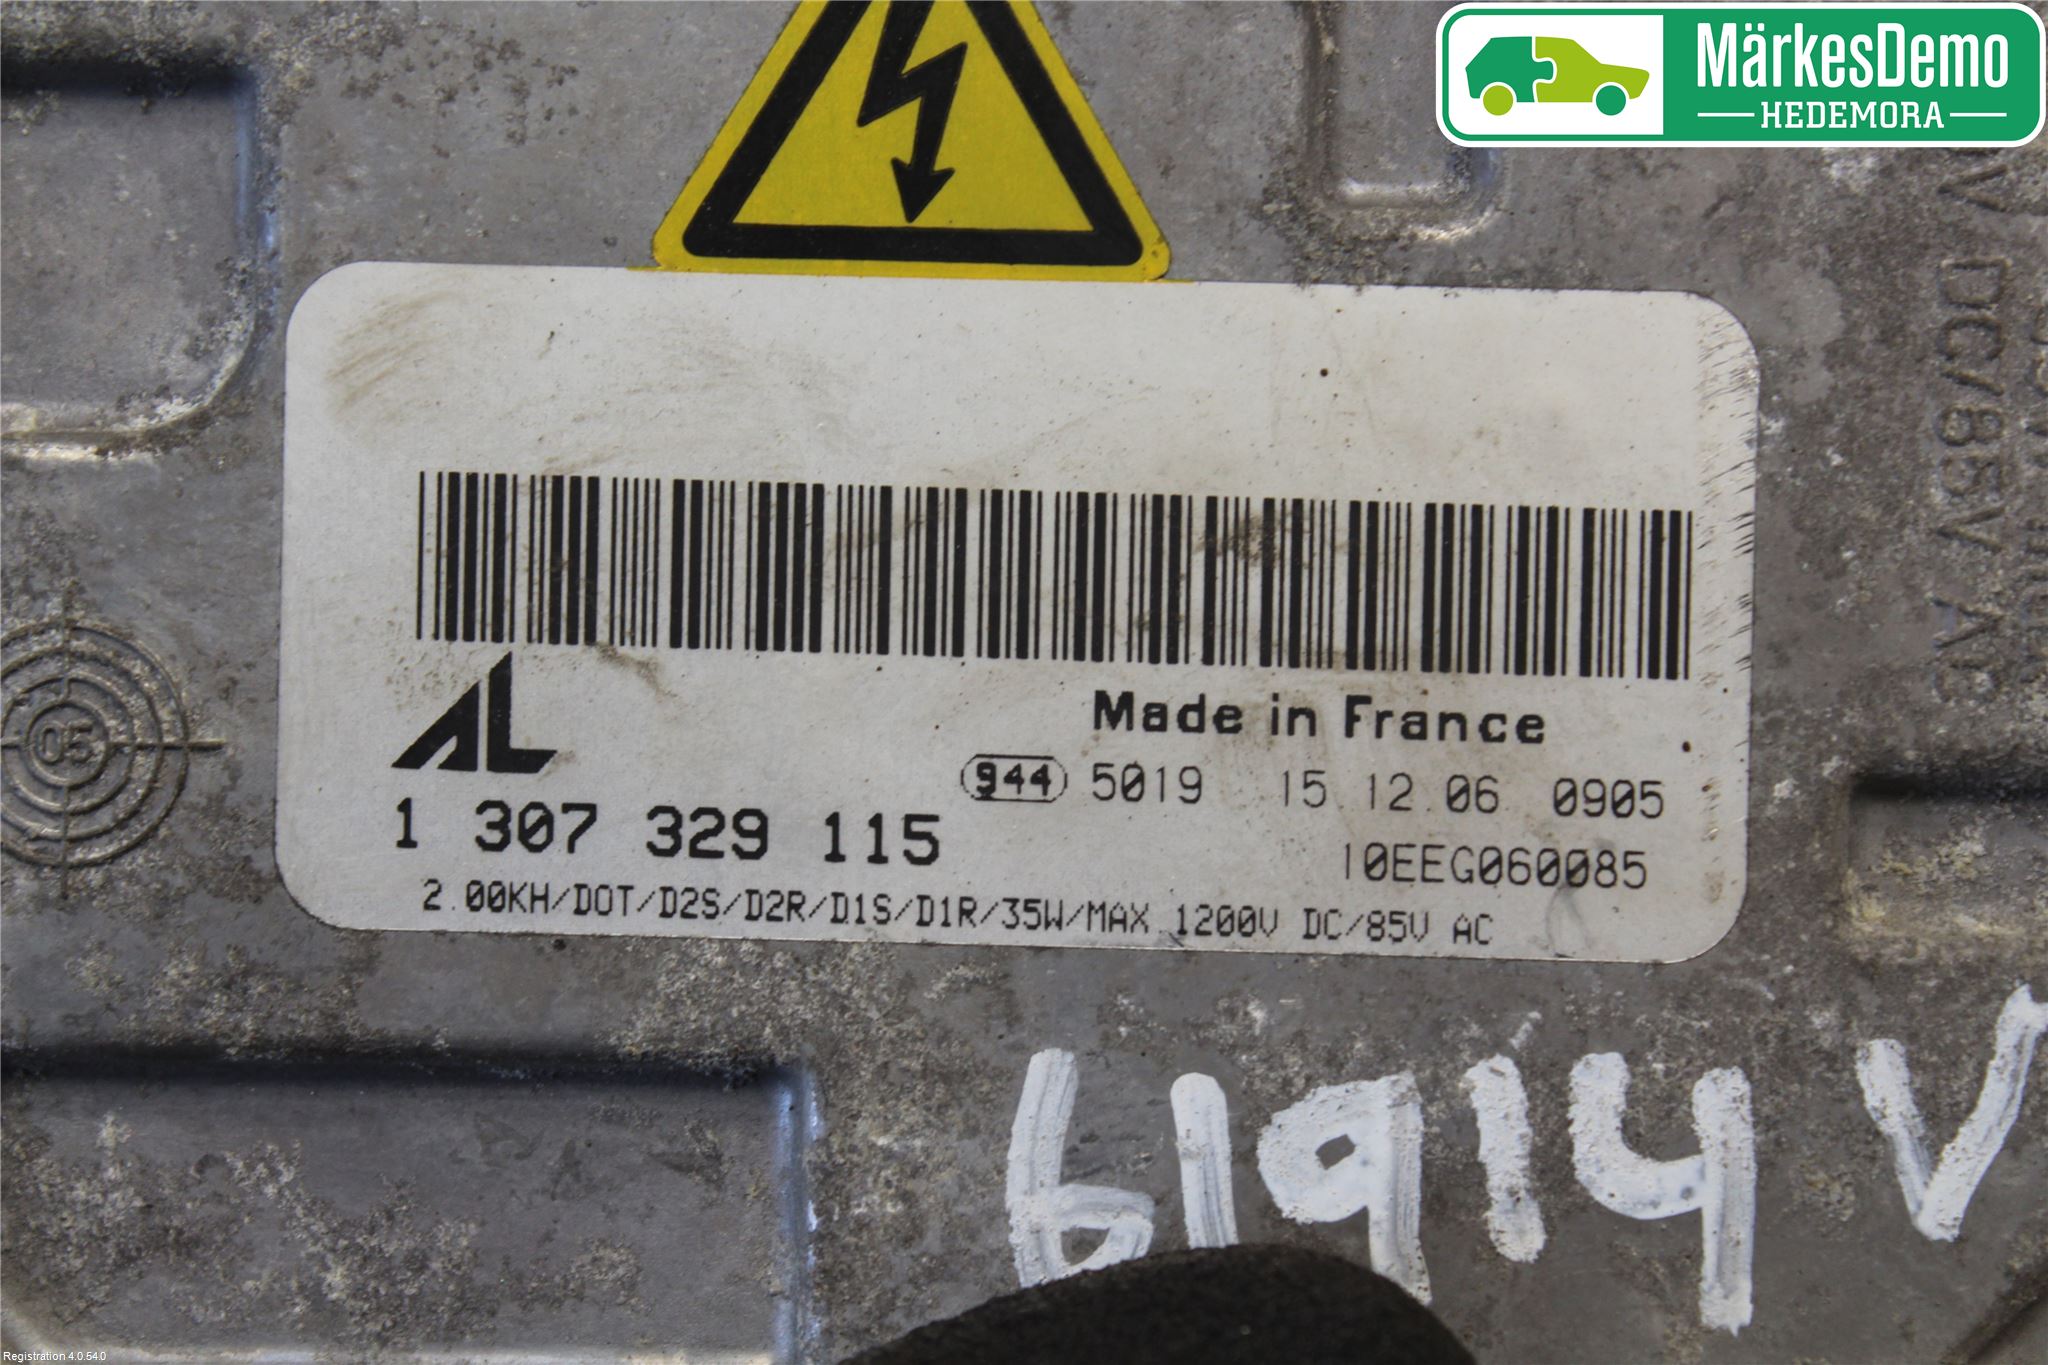 MärkesDemo
HEDEMORA
V DC/85V AC
Made in France
AL
944 5019 15.12.06 0905
1 307 329 115
10EEG060085
2.00KH/DOT/D2S/D2R/D1S/D1R/35W/MAX.1200V DC/85V AC
05
61914 V
Registration 4.0.54.0